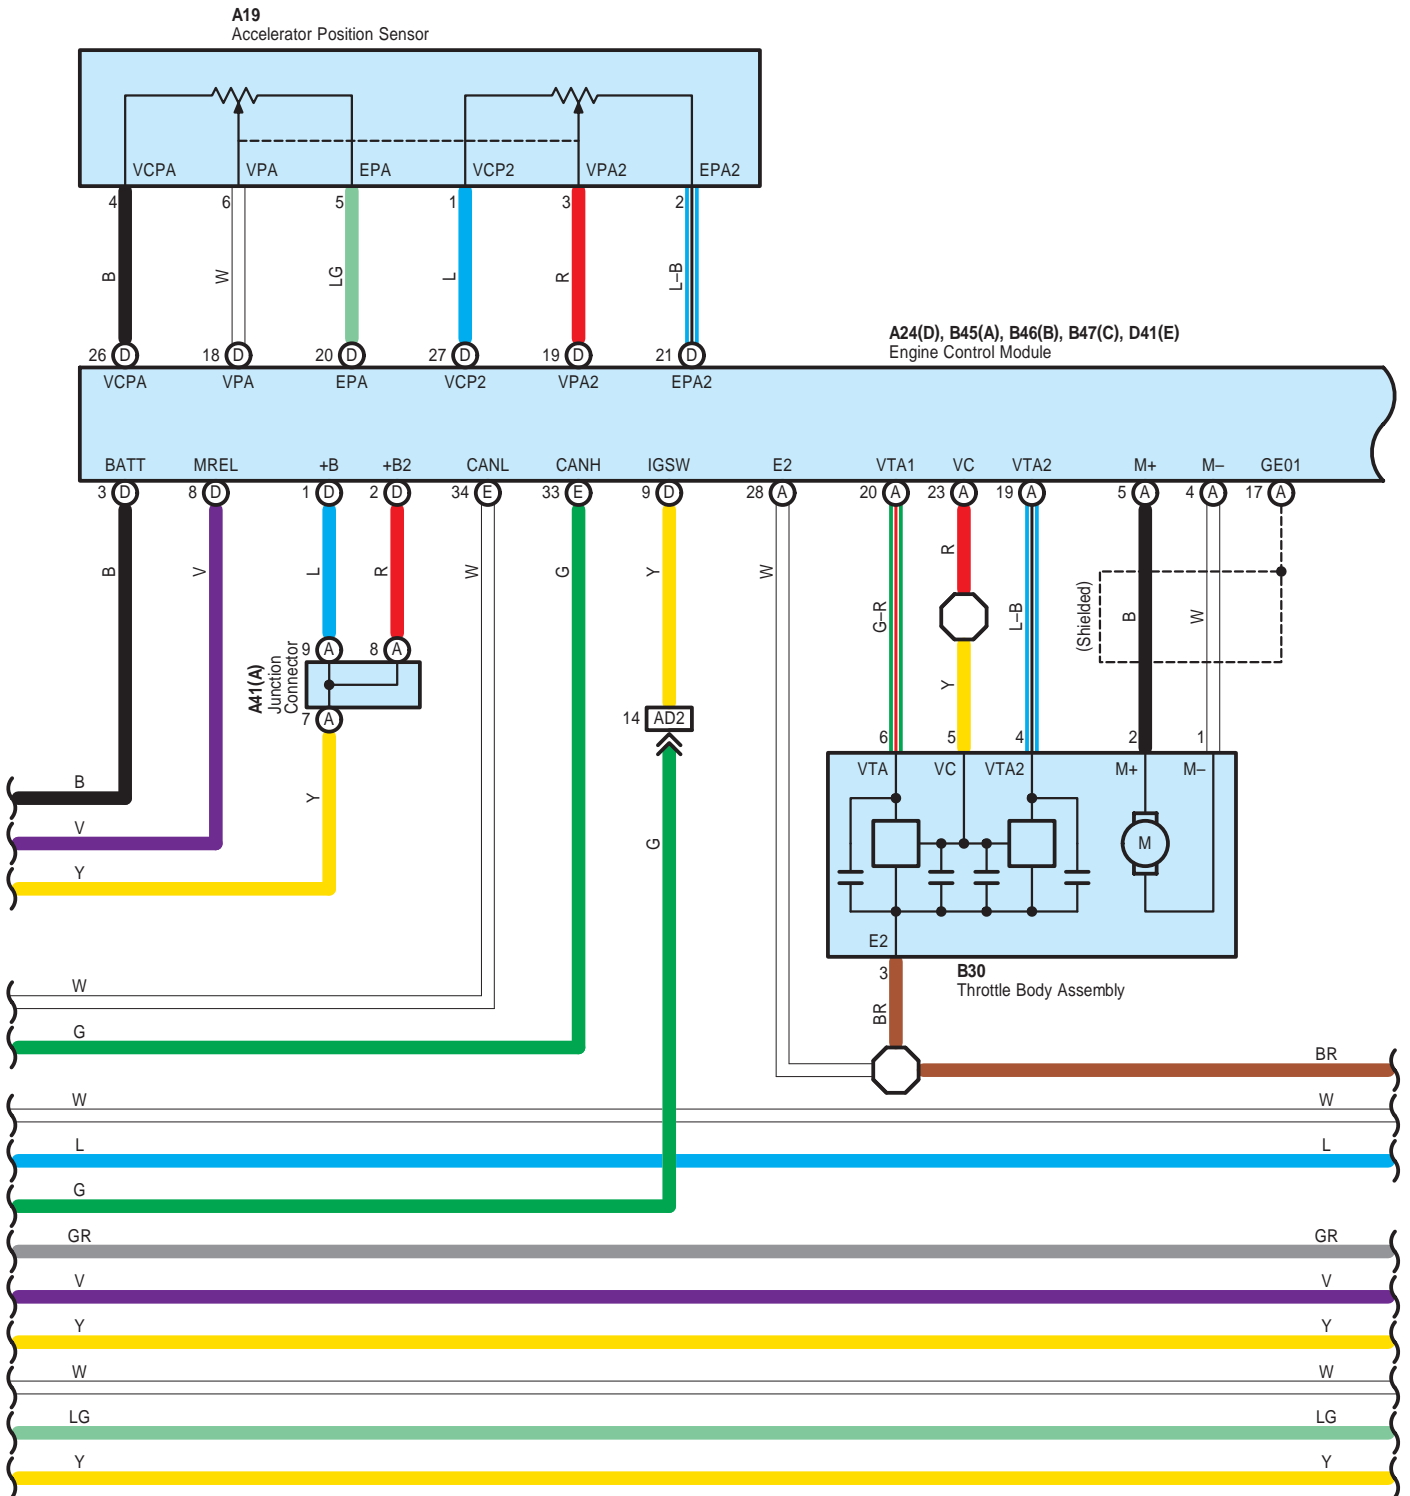 A19
Accelerator Position Sensor
VCPA VPA EPA VCP2 VPA2 EPA2
4 6 5 1 3 2
B W LG L R L–B
A24(D), B45(A), B46(B), B47(C), D41(E)
Engine Control Module
26 D 18 D 20 D 27 D 19 D 21 D
VCPA VPA EPA VCP2 VPA2 EPA2
BATT MREL +B +B2 CANL CANH IGSW E2 VTA1 VC VTA2 M+ M– GE01
3 D 8 D 1 D 2 D 34 E 33 E 9 D 28 A 20 A 23 A 19 A 5 A 4 A 17 A
B V L R W G Y W G–R R L–B B W
(Shielded)
9 A 8 A
A41(A)
Junction
Connector
7 A
Y
14 AD2
Y
6 5 4 2 1
VTA VC VTA2 M+ M–
M
G
E2
3
B30
Throttle Body Assembly
BR
B
V
Y
W
G
BR
W W
L L
G
GR GR
V V
Y Y
W W
LG LG
Y Y